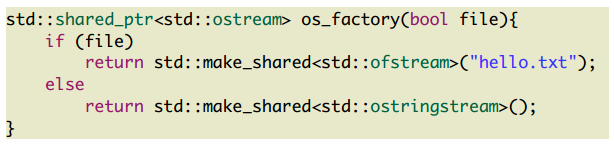 std::shared_ptr<std::ostream> os_factory(bool file){
    if (file)
        return std::make_shared<std::ofstream>("hello.txt");
    else
        return std::make_shared<std::ostringstream>();
}